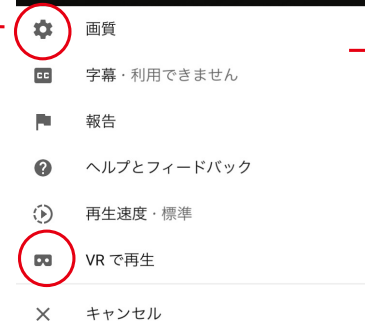 画質
CC 字幕・利用できません
報告
ヘルプとフィードバック
再生速度・標準
VR で再生
キャンセル